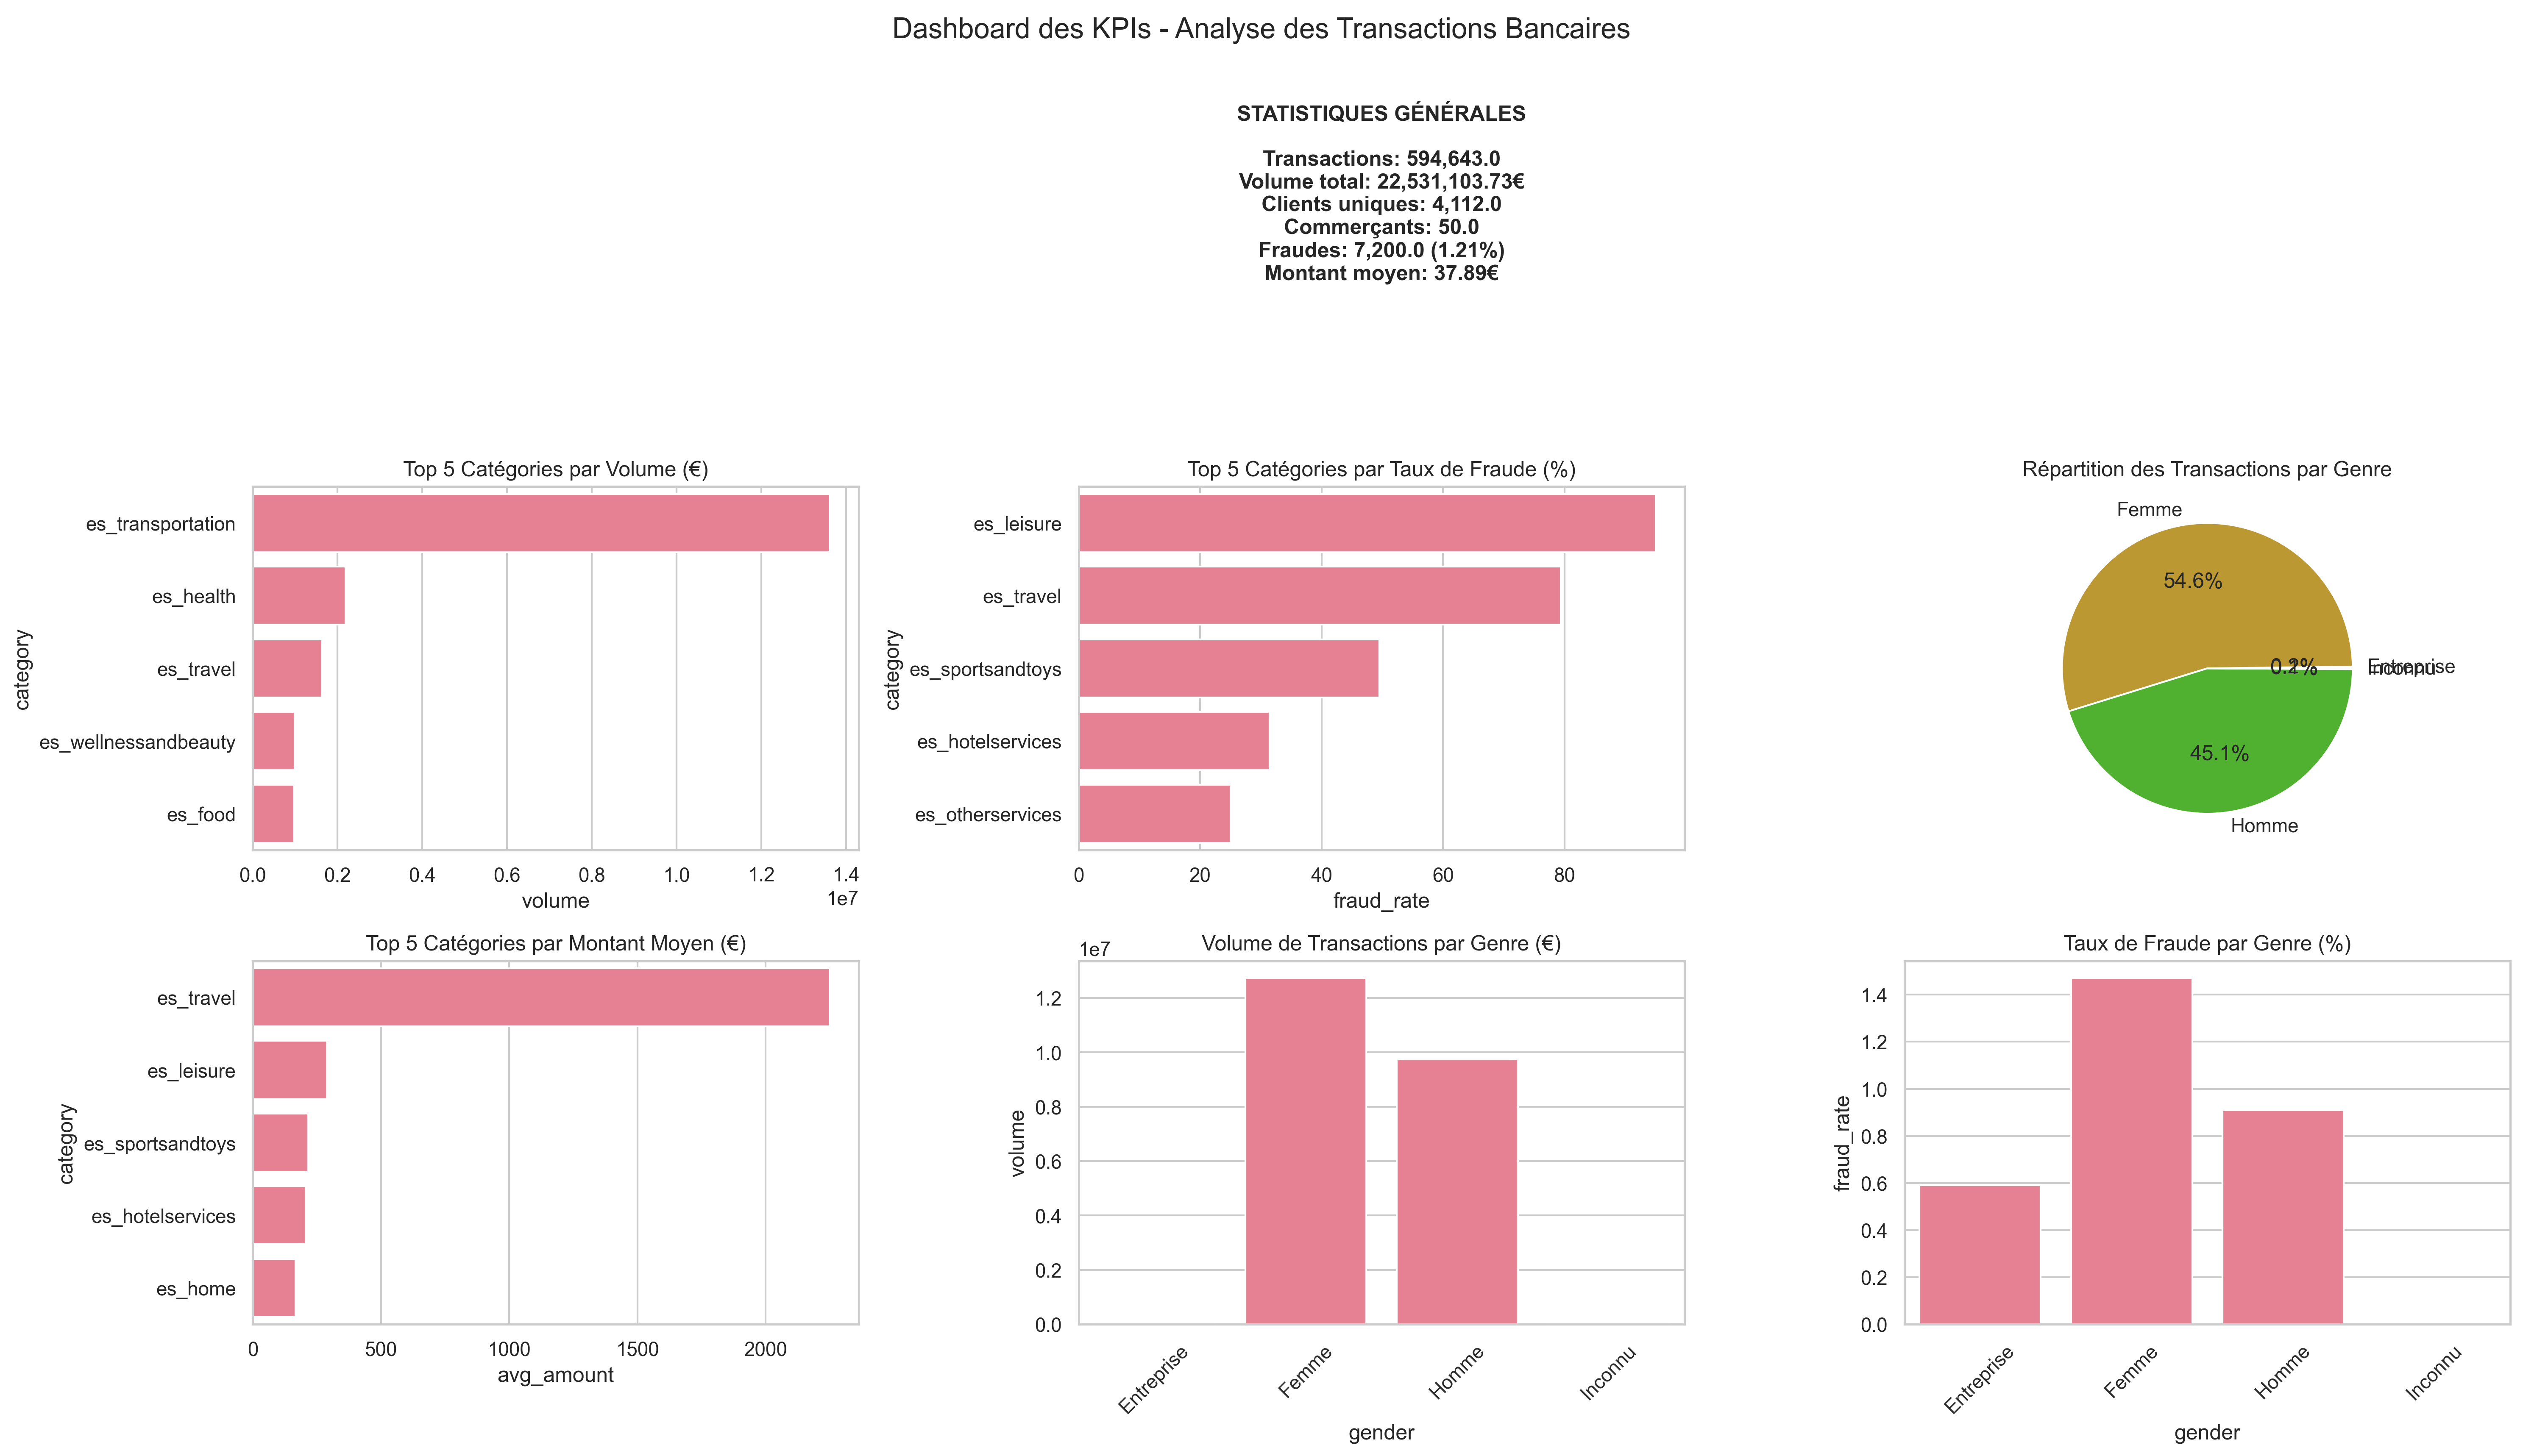 Dashboard des KPIs - Analyse des Transactions Bancaires
STATISTIQUES GÉNÉRALES
Transactions: 594,643.0
Volume total: 22,531,103.73€
Clients uniques: 4,112.0
Commerçants: 50.0
Fraudes: 7,200.0 (1.21%)
Montant moyen: 37.89€
Top 5 Catégories par Volume (€)
category
es_transportation
es_health
es_travel
es_wellnessandbeauty
es_food
0.0 0.2 0.4 0.6 0.8 1.0 1.2 1.4
1e7
volume
Top 5 Catégories par Taux de Fraude (%)
category
es_leisure
es_travel
es_sportsandtoys
es_hotelservices
es_otherservices
0 20 40 60 80
fraud_rate
Répartition des Transactions par Genre
Femme
54.6%
Entreprise
Inconnu
45.1%
Homme
Top 5 Catégories par Montant Moyen (€)
category
es_travel
es_leisure
es_sportsandtoys
es_hotelservices
es_home
0 500 1000 1500 2000
avg_amount
Volume de Transactions par Genre (€)
1e7
volume
1.2
1.0
0.8
0.6
0.4
0.2
0.0
Entreprise Femme Homme Inconnu
gender
Taux de Fraude par Genre (%)
fraud_rate
1.4
1.2
1.0
0.8
0.6
0.4
0.2
0.0
Entreprise Femme Homme Inconnu
gender